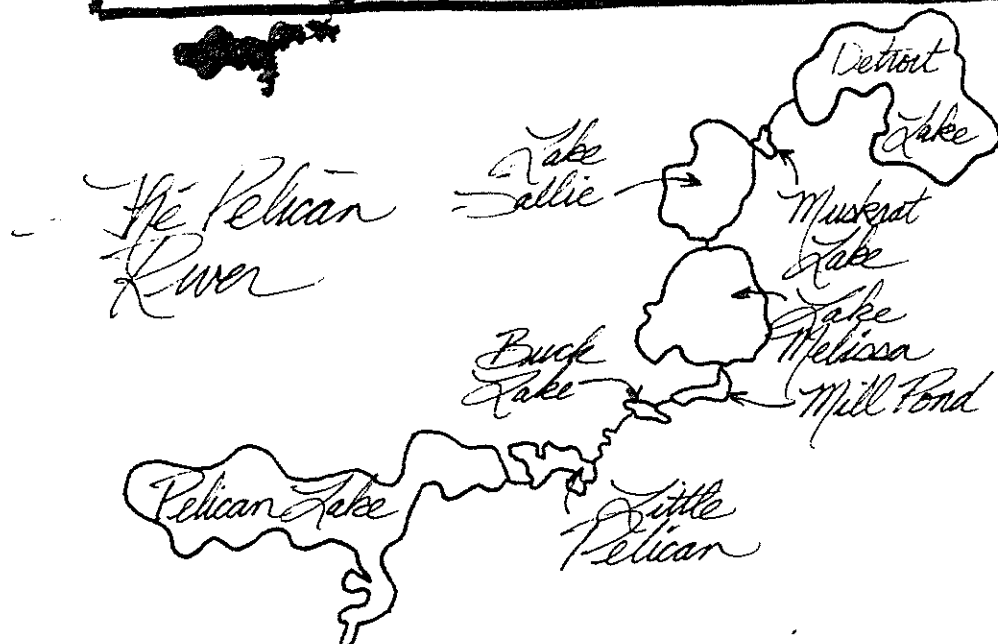 Detroit
Lake
Lake
Sallie
The Pelican
River
Muskrat
Lake
Lake
Melissa
Buck
Lake
Mill Pond
Pelican Lake
Little
Pelican